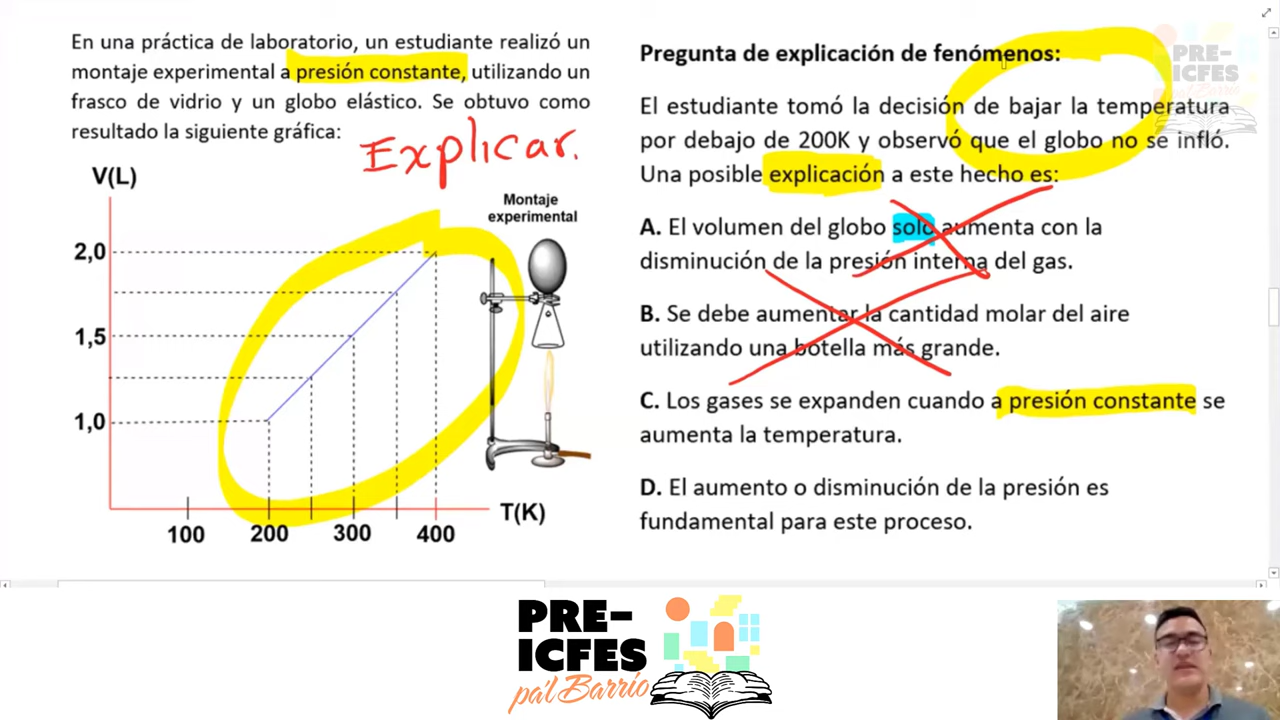 En una práctica de laboratorio, un estudiante realizó un
montaje experimental a presión constante, utilizando un
frasco de vidrio y un globo elástico. Se obtuvo como
resultado la siguiente gráfica:
Explicar.
V(L)
2,0
1,5
1,0
100 200 300 400
T(K)
Montaje
experimental
Pregunta de explicación de fenómenos:
El estudiante tomó la decisión de bajar la temperatura
por debajo de 200K y observó que el globo no se infló.
Una posible explicación a este hecho es:
A. El volumen del globo solo aumenta con la
disminución de la presión interna del gas.
B. Se debe aumentar la cantidad molar del aire
utilizando una botella más grande.
C. Los gases se expanden cuando a presión constante se
aumenta la temperatura.
D. El aumento o disminución de la presión es
fundamental para este proceso.
PRE-
ICFES
pa'l Barrio
PRE-
ICFES
pa'l Barrio